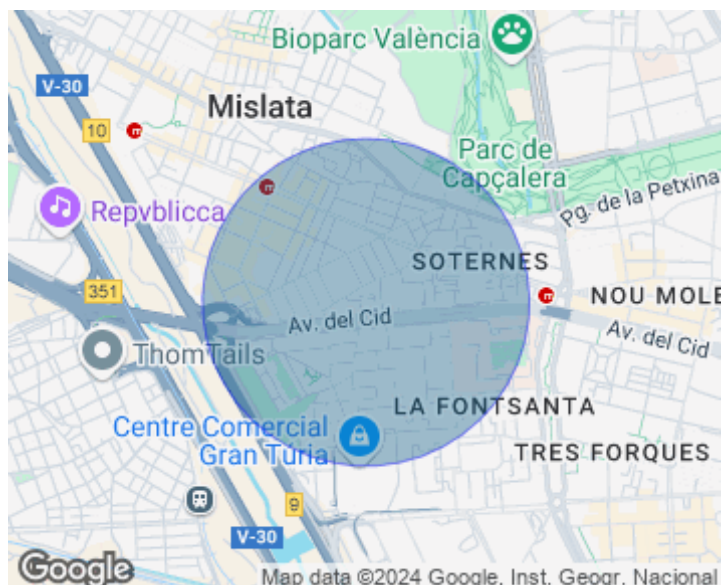 Bioparc València
V-30
10
Mislata
m
Parc de
Capçalera
m
Pg. de la Petxina
Repvblicca
SOTERNES
351
m
NOU MOLE
Av. del Cid
Av. del Cid
ThomTails
LA FONTSANTA
Centre Comercial
Gran Túria
TRES FORQUES
9
V-30
Google
Map data ©2024 Google, Inst. Geogr. Nacional